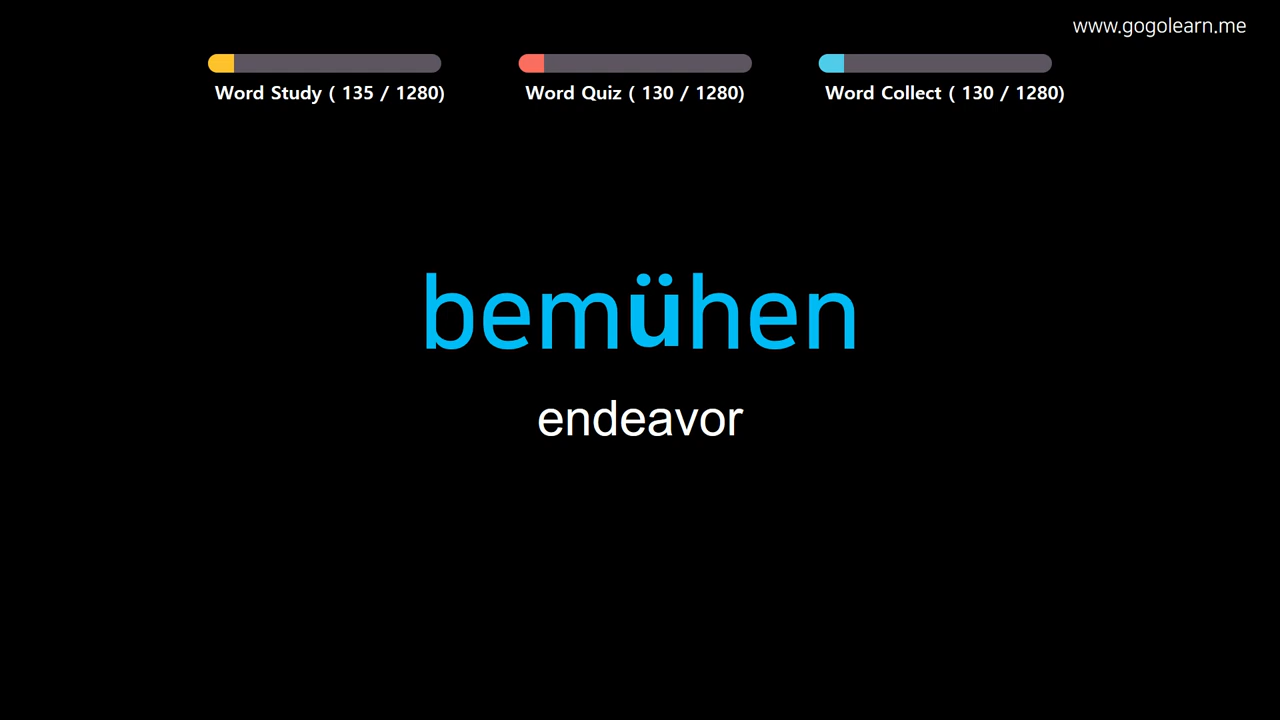 www.gogolearn.me
Word Study ( 135 / 1280)
Word Quiz ( 130 / 1280)
Word Collect ( 130 / 1280)
bemühen
endeavor